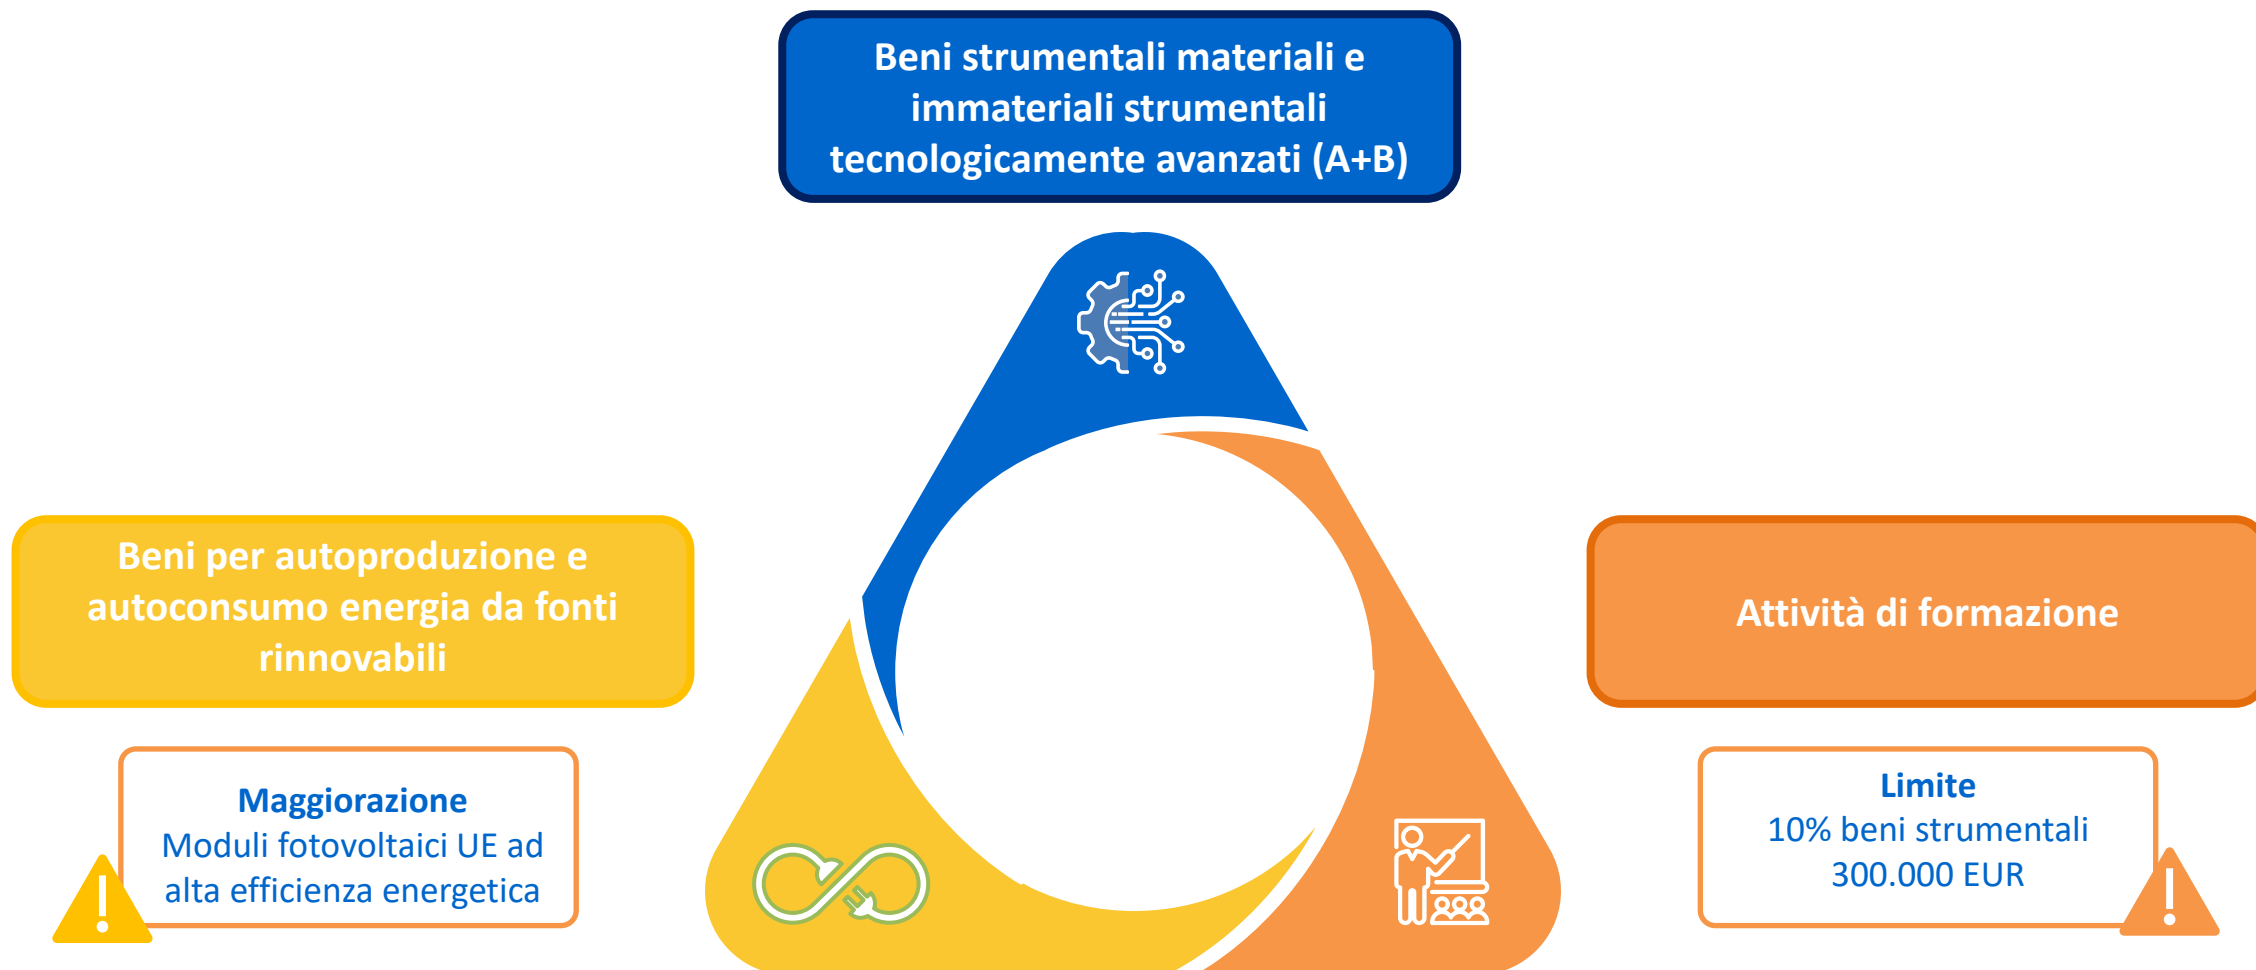 Beni strumentali materiali e
immateriali strumentali
tecnologicamente avanzati (A+B)
Beni per autoproduzione e
autoconsumo energia da fonti
rinnovabili
Maggiorazione
Moduli fotovoltaici UE ad
alta efficienza energetica
Attività di formazione
Limite
10% beni strumentali
300.000 EUR